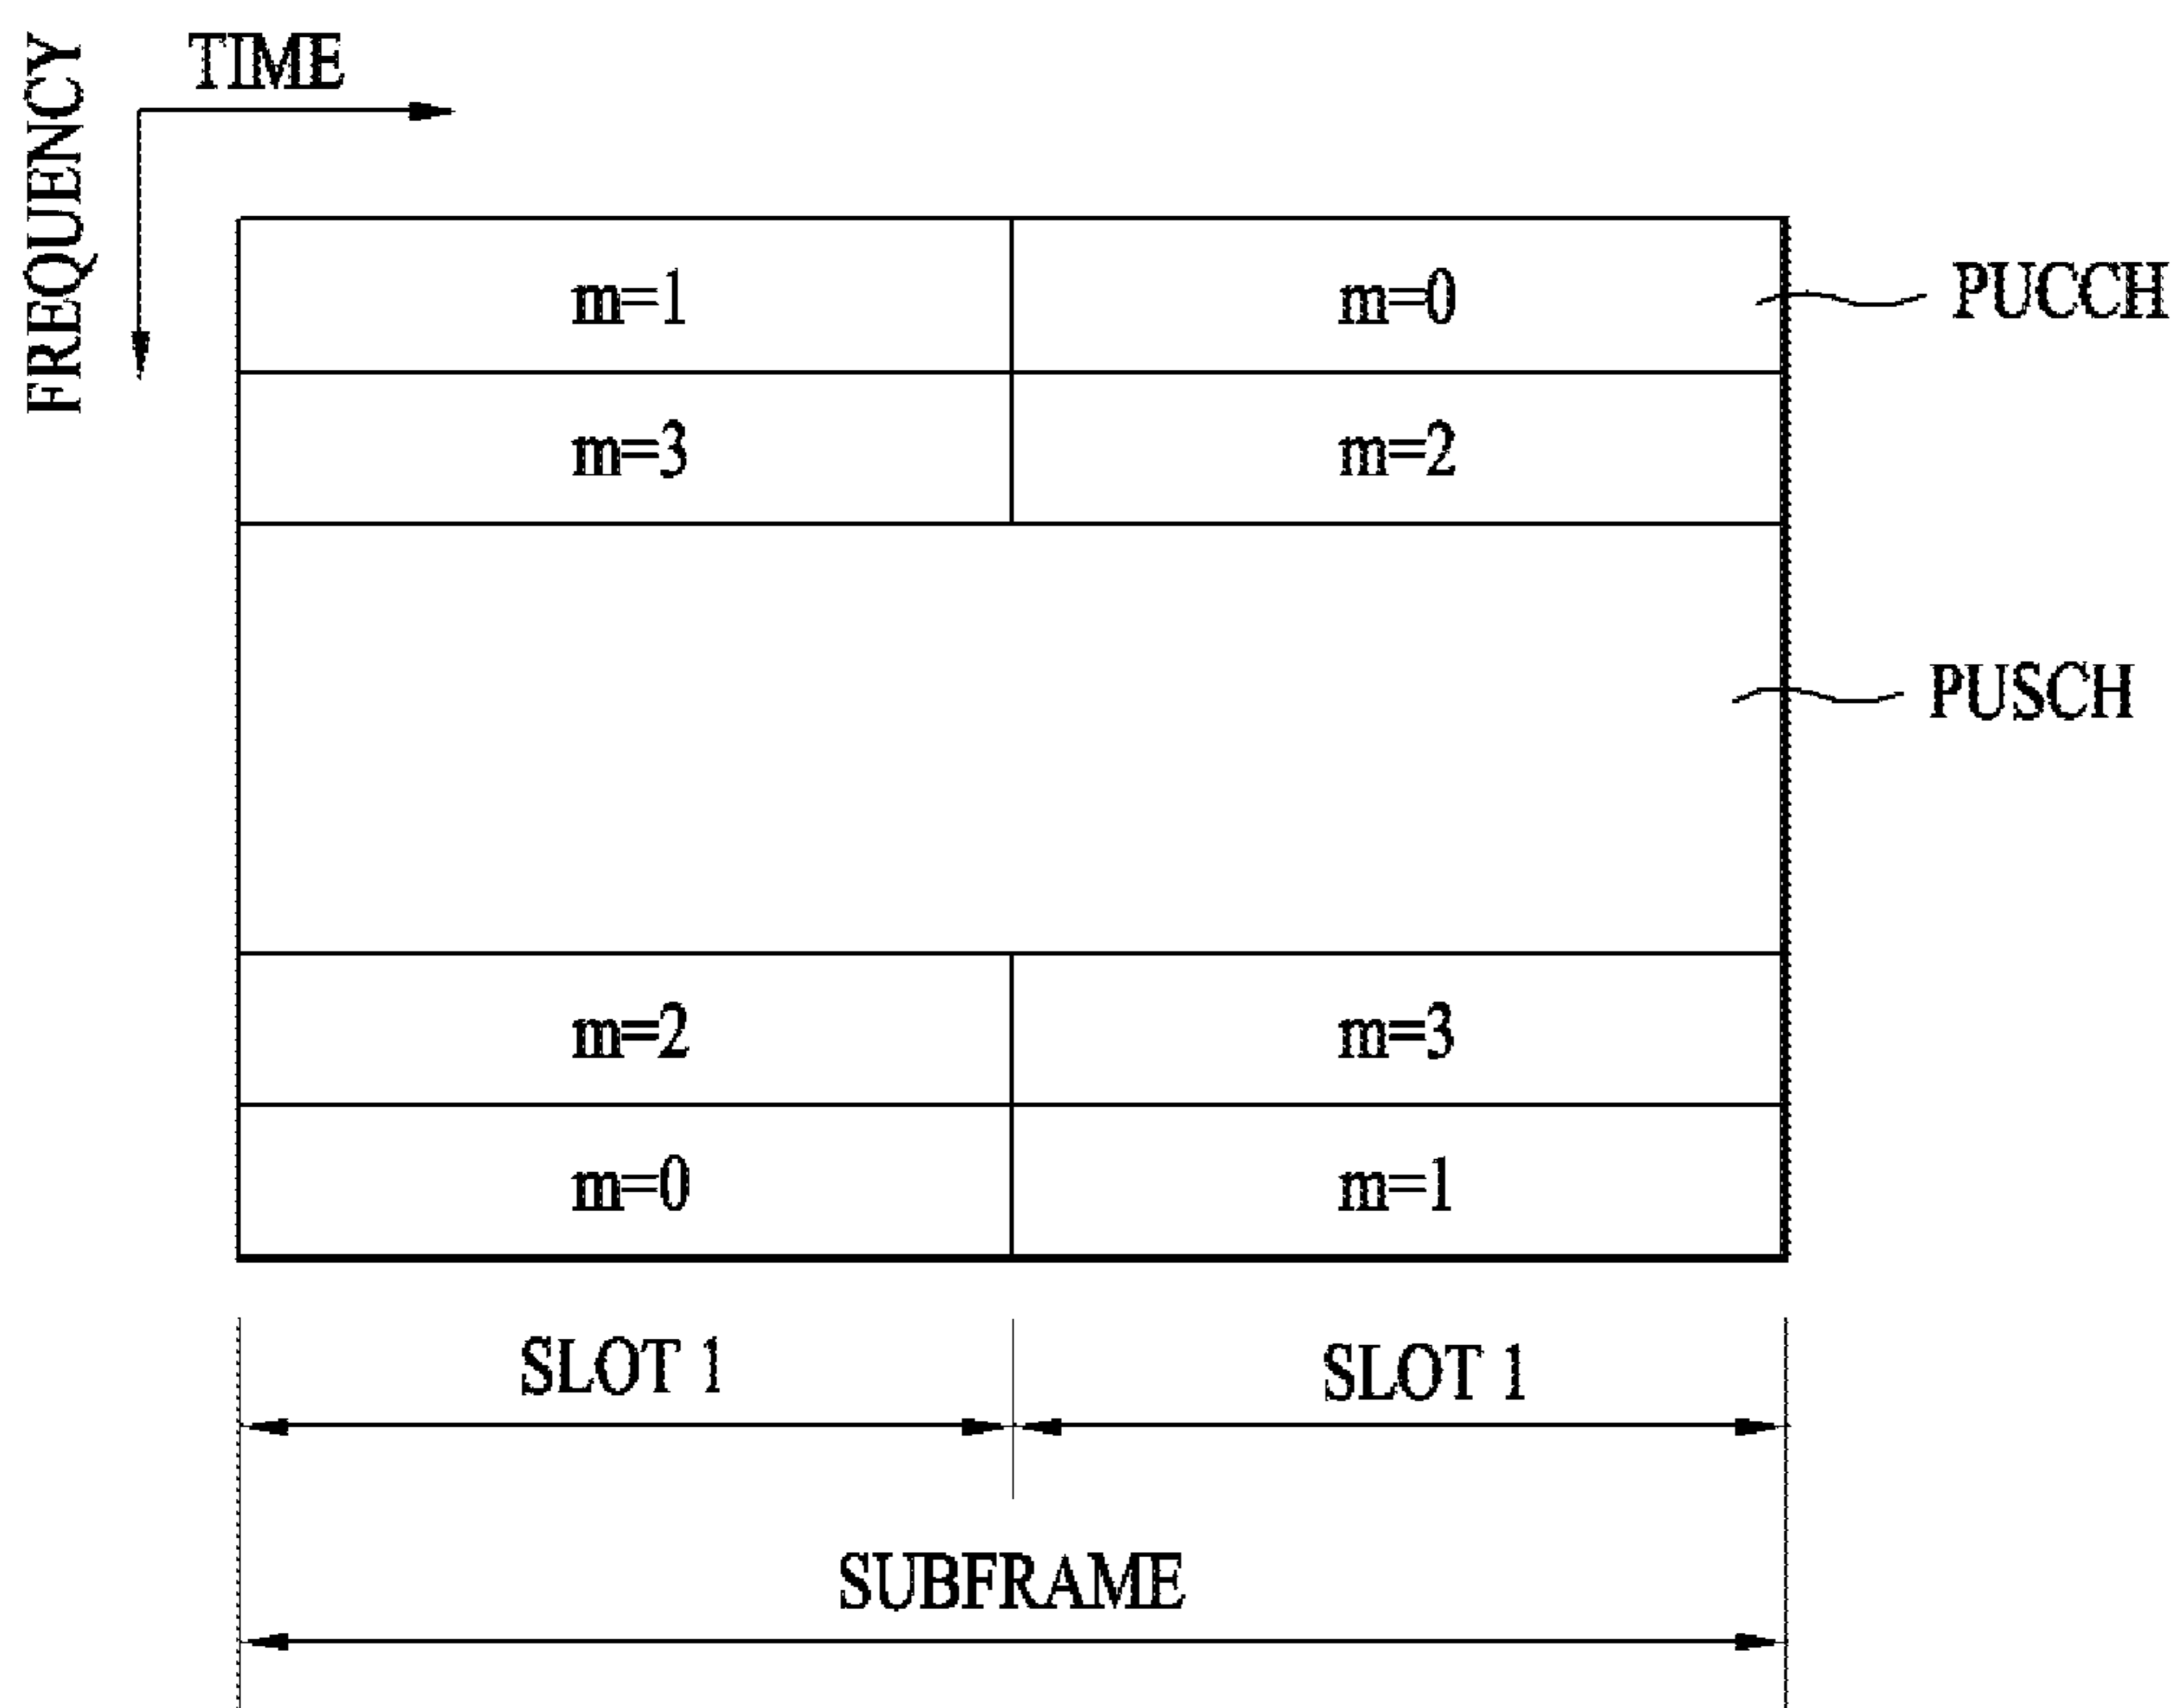 TIME
FREQUENCY
m=1
m=0
PUCCH
m=3
m=2
PUSCH
m=2
m=3
m=0
m=1
SLOT 1
SLOT 1
SUBFRAME